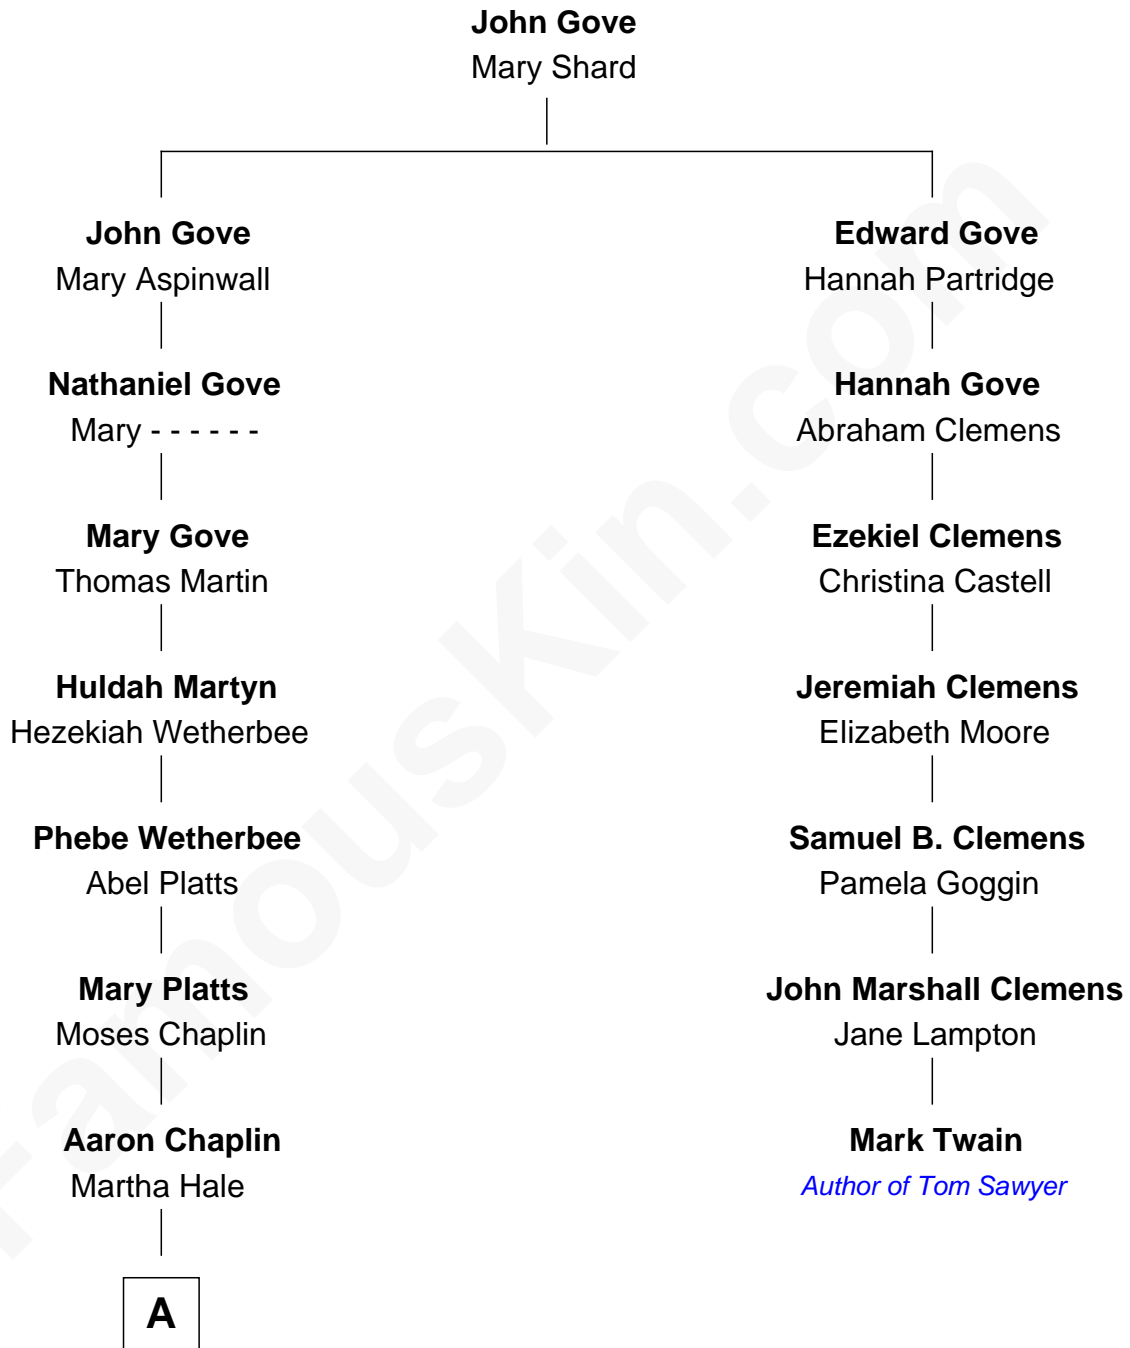 John Gove
Mary Shard
John Gove
Mary Aspinwall
Nathaniel Gove
Mary - - - - - -
Mary Gove
Thomas Martin
Huldah Martyn
Hezekiah Wetherbee
Phebe Wetherbee
Abel Platts
Mary Platts
Moses Chaplin
Aaron Chaplin
Martha Hale
A
Edward Gove
Hannah Partridge
Hannah Gove
Abraham Clemens
Ezekiel Clemens
Christina Castell
Jeremiah Clemens
Elizabeth Moore
Samuel B. Clemens
Pamela Goggin
John Marshall Clemens
Jane Lampton
Mark Twain
Author of Tom Sawyer
FamousKin.com